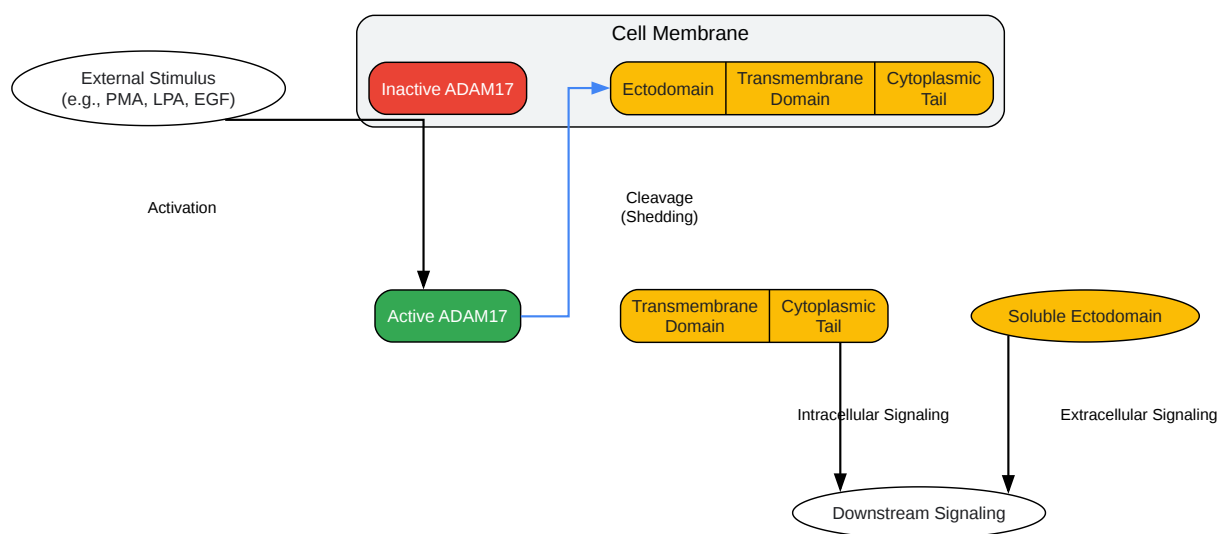 Cell Membrane
External Stimulus
(e.g., PMA, LPA, EGF)
Inactive ADAM17
Ectodomain
Transmembrane
Domain
Cytoplasmic
Tail
Activation
Cleavage
(Shedding)
Active ADAM17
Transmembrane
Domain
Cytoplasmic
Tail
Soluble Ectodomain
Intracellular Signaling
Extracellular Signaling
Downstream Signaling